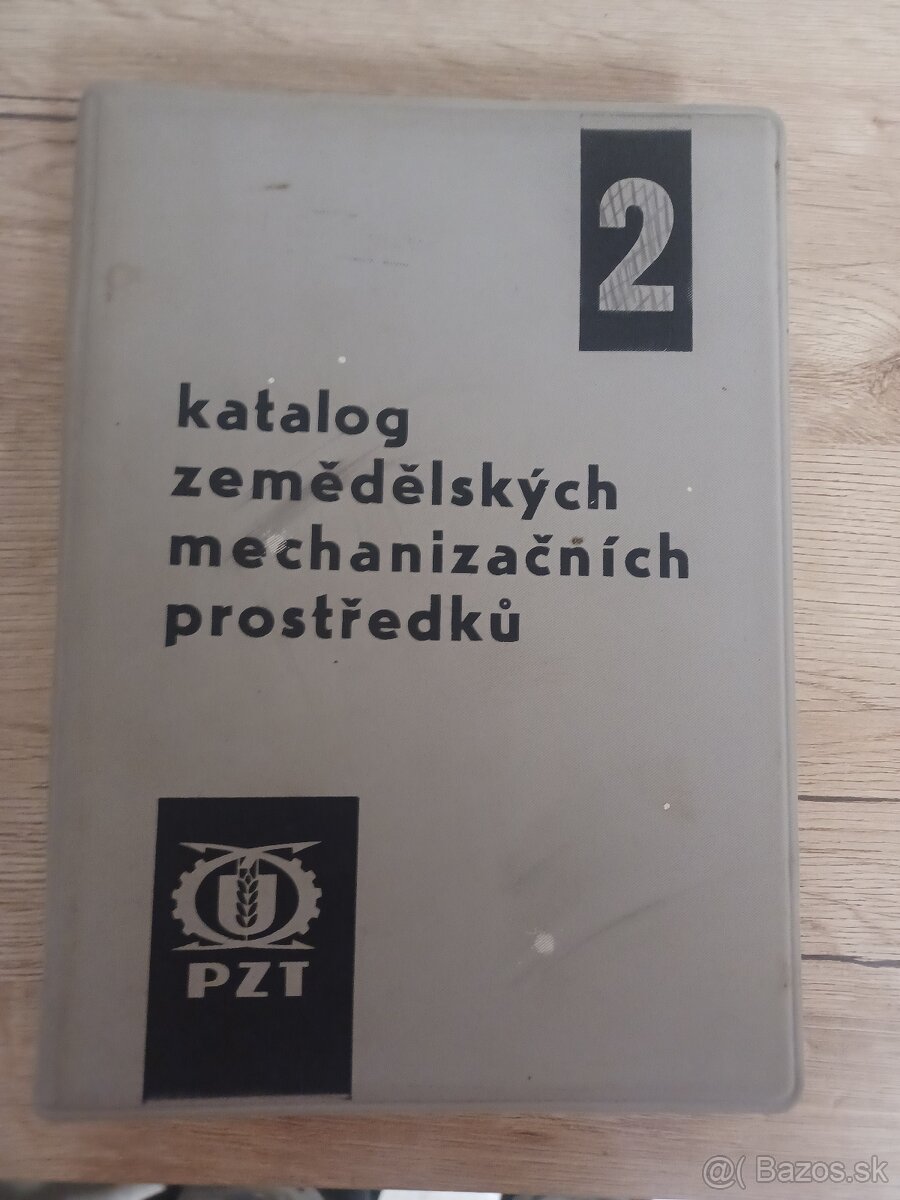 2
katalog
zemědělských
mechanizačních
prostředků
PZT
@( Bazos.sk